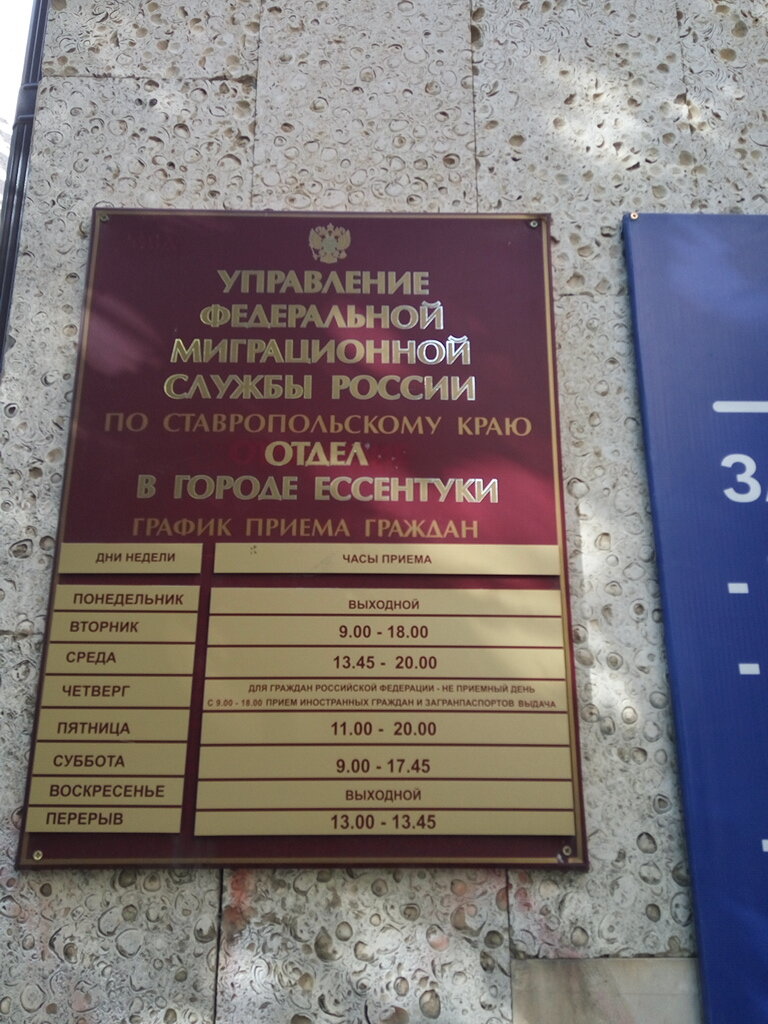 УПРАВЛЕНИЕ
ФЕДЕРАЛЬНОЙ
МИГРАЦИОННОЙ
СЛУЖБЫ РОССИИ
ПО СТАВРОПОЛЬСКОМУ КРАЮ
ОТДЕЛ
В ГОРОДЕ ЕССЕНТУКИ
ГРАФИК ПРИЕМА ГРАЖДАН
ДНИ НЕДЕЛИ ЧАСЫ ПРИЕМА
ПОНЕДЕЛЬНИК ВЫХОДНОЙ
ВТОРНИК 9.00 - 18.00
СРЕДА 13.45 - 20.00
ЧЕТВЕРГ ДЛЯ ГРАЖДАН РОССИЙСКОЙ ФЕДЕРАЦИИ - НЕ ПРИЕМНЫЙ ДЕНЬ
С 9.00 - 18.00 ПРИЕМ ИНОСТРАННЫХ ГРАЖДАН И ЗАГРАНПАСПОРТОВ ВЫДАЧА
ПЯТНИЦА 11.00 - 20.00
СУББОТА 9.00 - 17.45
ВОСКРЕСЕНЬЕ ВЫХОДНОЙ
ПЕРЕРЫВ 13.00 - 13.45